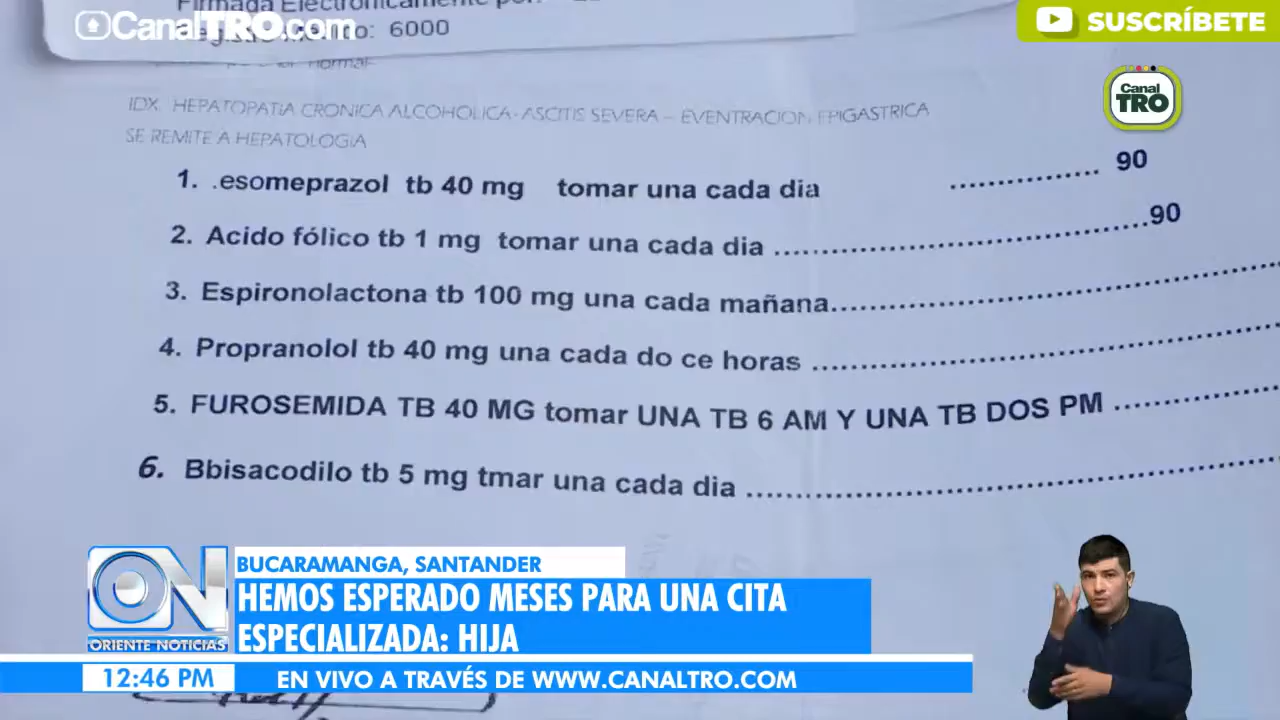 Firmada Electrónicamente por:
CanalTRO.com
Registro Médico: 6000
SUSCRÍBETE
Canal
TRO
normal
IDX. HEPATOPATIA CRONICA ALCOHOLICA- ASCITIS SEVERA – EVENTRACION EPIGASTRICA
SE REMITE A HEPATOLOGIA
1. .esomeprazol tb 40 mg tomar una cada dia .................. 90
2. Acido fólico tb 1 mg tomar una cada dia ...............................................90
3. Espironolactona tb 100 mg una cada mañana......................................................
4. Propranolol tb 40 mg una cada do ce horas ......................................................
5. FUROSEMIDA TB 40 MG tomar UNA TB 6 AM Y UNA TB DOS PM ....................
6. Bbisacodilo tb 5 mg tmar una cada dia ..............................................................
ON
ORIENTE NOTICIAS
BUCARAMANGA, SANTANDER
HEMOS ESPERADO MESES PARA UNA CITA
ESPECIALIZADA: HIJA
12:46 PM EN VIVO A TRAVÉS DE WWW.CANALTRO.COM